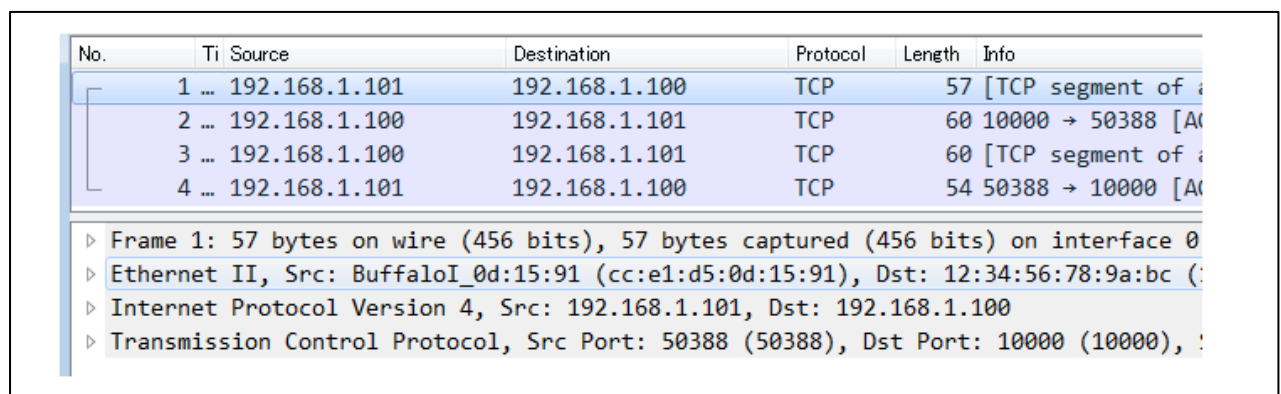 No. Ti Source Destination Protocol Length Info
1 … 192.168.1.101 192.168.1.100 TCP 57 [TCP segment of
2 … 192.168.1.100 192.168.1.101 TCP 60 10000 → 50388
3 … 192.168.1.100 192.168.1.101 TCP 60 [TCP segment of
4 … 192.168.1.101 192.168.1.100 TCP 54 50388 → 10000
Frame 1: 57 bytes on wire (456 bits), 57 bytes captured (456 bits) on interface 0
Ethernet II, Src: BuffaloI_0d:15:91 (cc:e1:d5:0d:15:91), Dst: 12:34:56:78:9a:bc
Internet Protocol Version 4, Src: 192.168.1.101, Dst: 192.168.1.100
Transmission Control Protocol, Src Port: 50388 (50388), Dst Port: 10000 (10000),